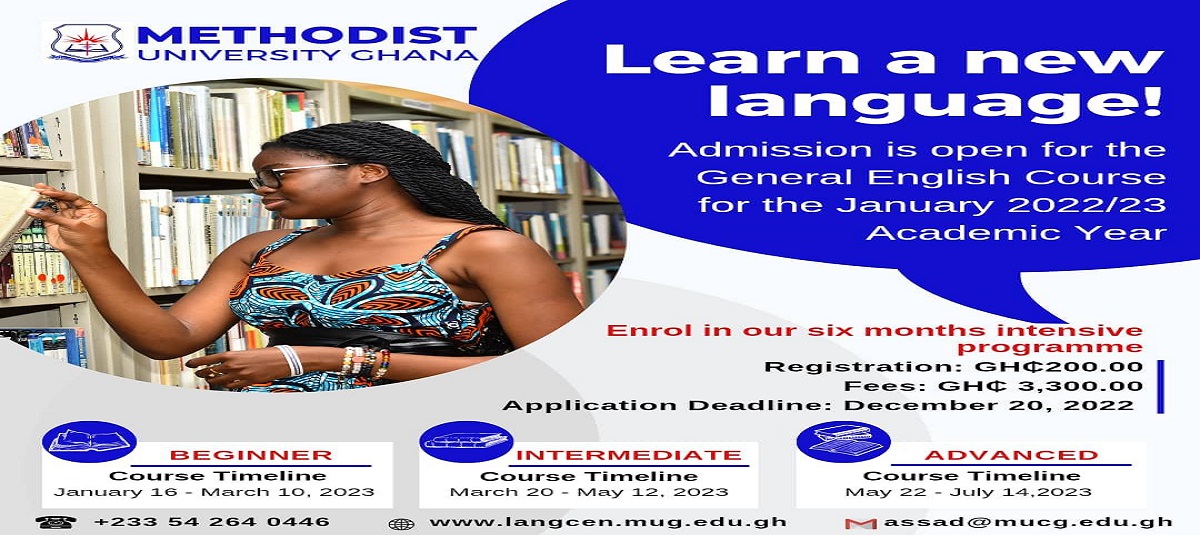 METHODIST
UNIVERSITY GHANA
Learn a new
language!
Admission is open for the
General English Course
for the January 2022/23
Academic Year
Enrol in our six months intensive
programme
Registration: GH₵200.00
Fees: GH₵ 3,300.00
Application Deadline: December 20, 2022
BEGINNER
Course Timeline
January 16 - March 10, 2023
INTERMEDIATE
Course Timeline
March 20 - May 12, 2023
ADVANCED
Course Timeline
May 22 - July 14,2023
+233 54 264 0446
www.langcen.mug.edu.gh
assad@mucg.edu.gh